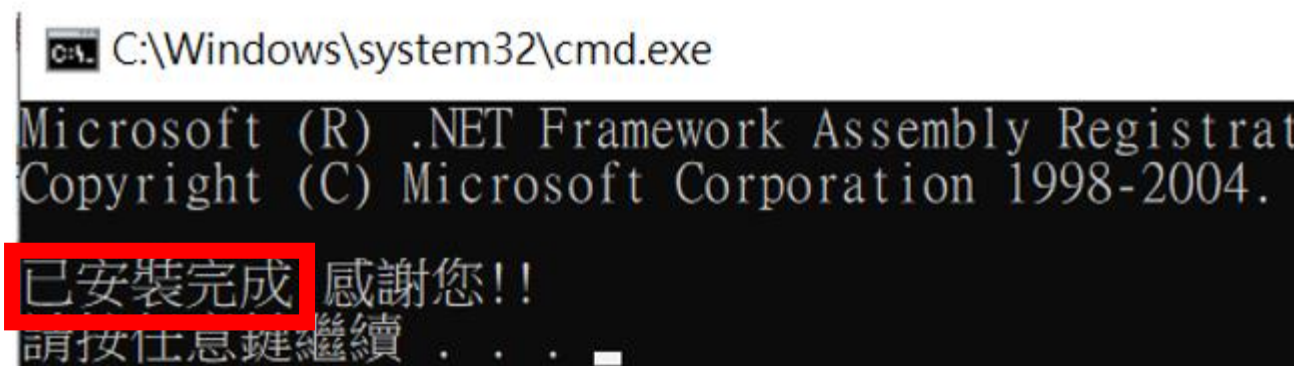 C:\Windows\system32\cmd.exe
Microsoft (R) .NET Framework Assembly Registrat
Copyright (C) Microsoft Corporation 1998-2004.
已安裝完成 感謝您!!
請按任意鍵繼續 . . .